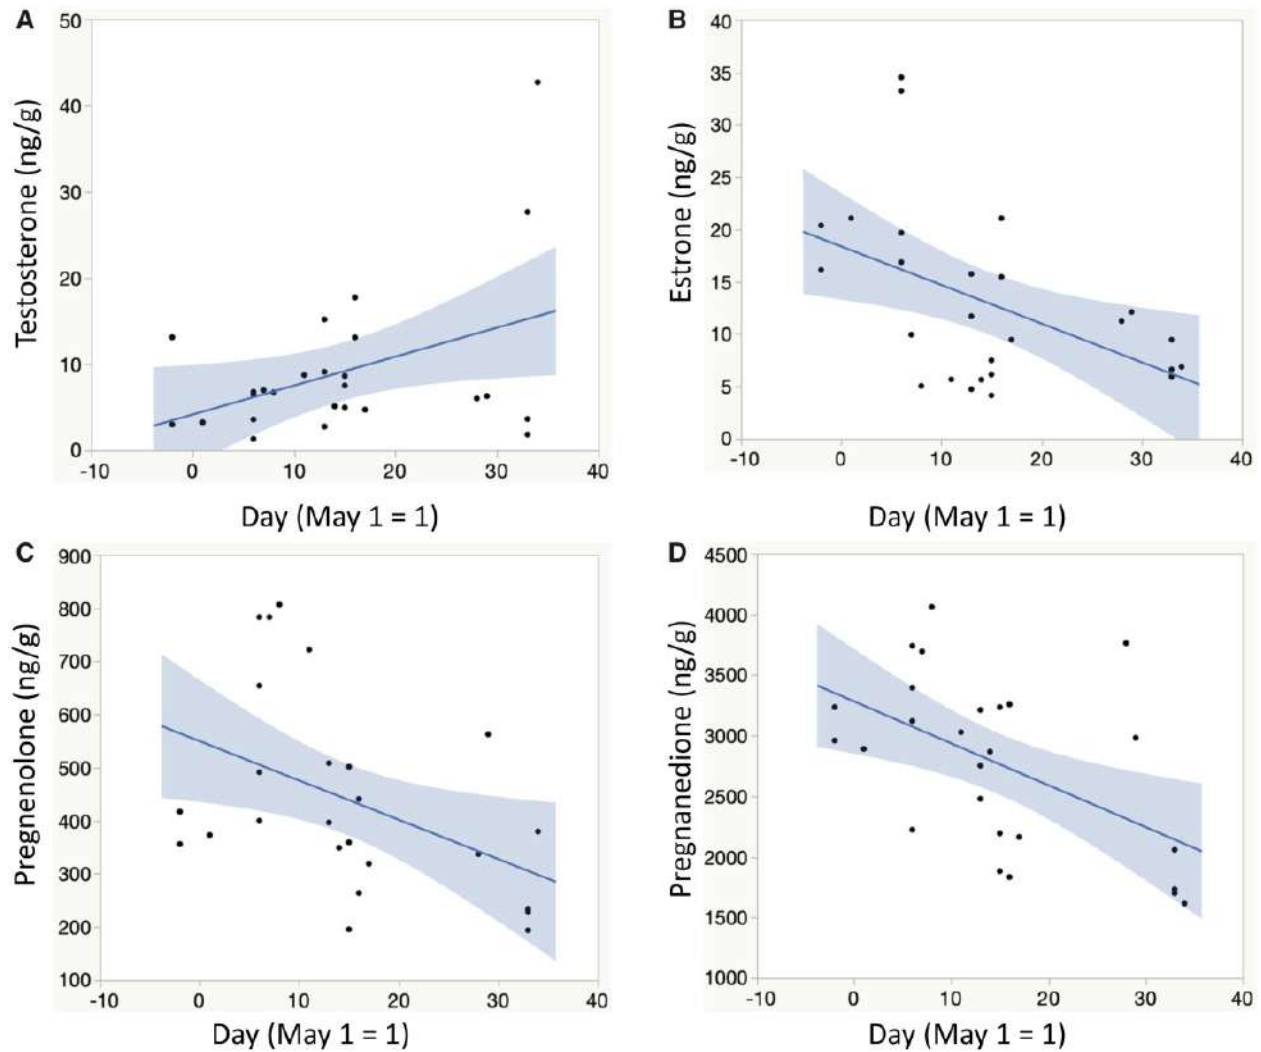 A
B
50
40
30
20
10
0
Testosterone (ng/g)
-10 0 10 20 30 40
Day (May 1 = 1)
40
35
30
25
20
15
10
5
0
Estrone (ng/g)
-10 0 10 20 30 40
Day (May 1 = 1)
C
D
900
800
700
600
500
400
300
200
100
Pregnenolone (ng/g)
-10 0 10 20 30 40
Day (May 1 = 1)
4500
4000
3500
3000
2500
2000
1500
1000
Pregnanedione (ng/g)
-10 0 10 20 30 40
Day (May 1 = 1)